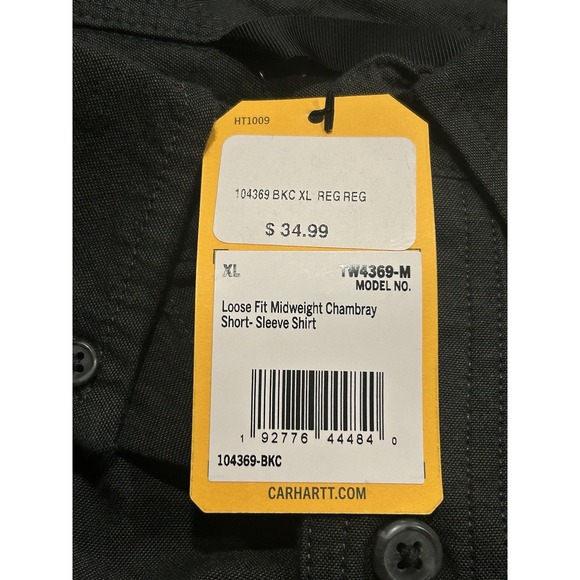 HT1009
104369 BKC XL REG REG
$ 34.99
XL TW4369-M
MODEL NO.
Loose Fit Midweight Chambray
Short- Sleeve Shirt
1 92776 44484 0
104369-BKC
CARHARTT.COM